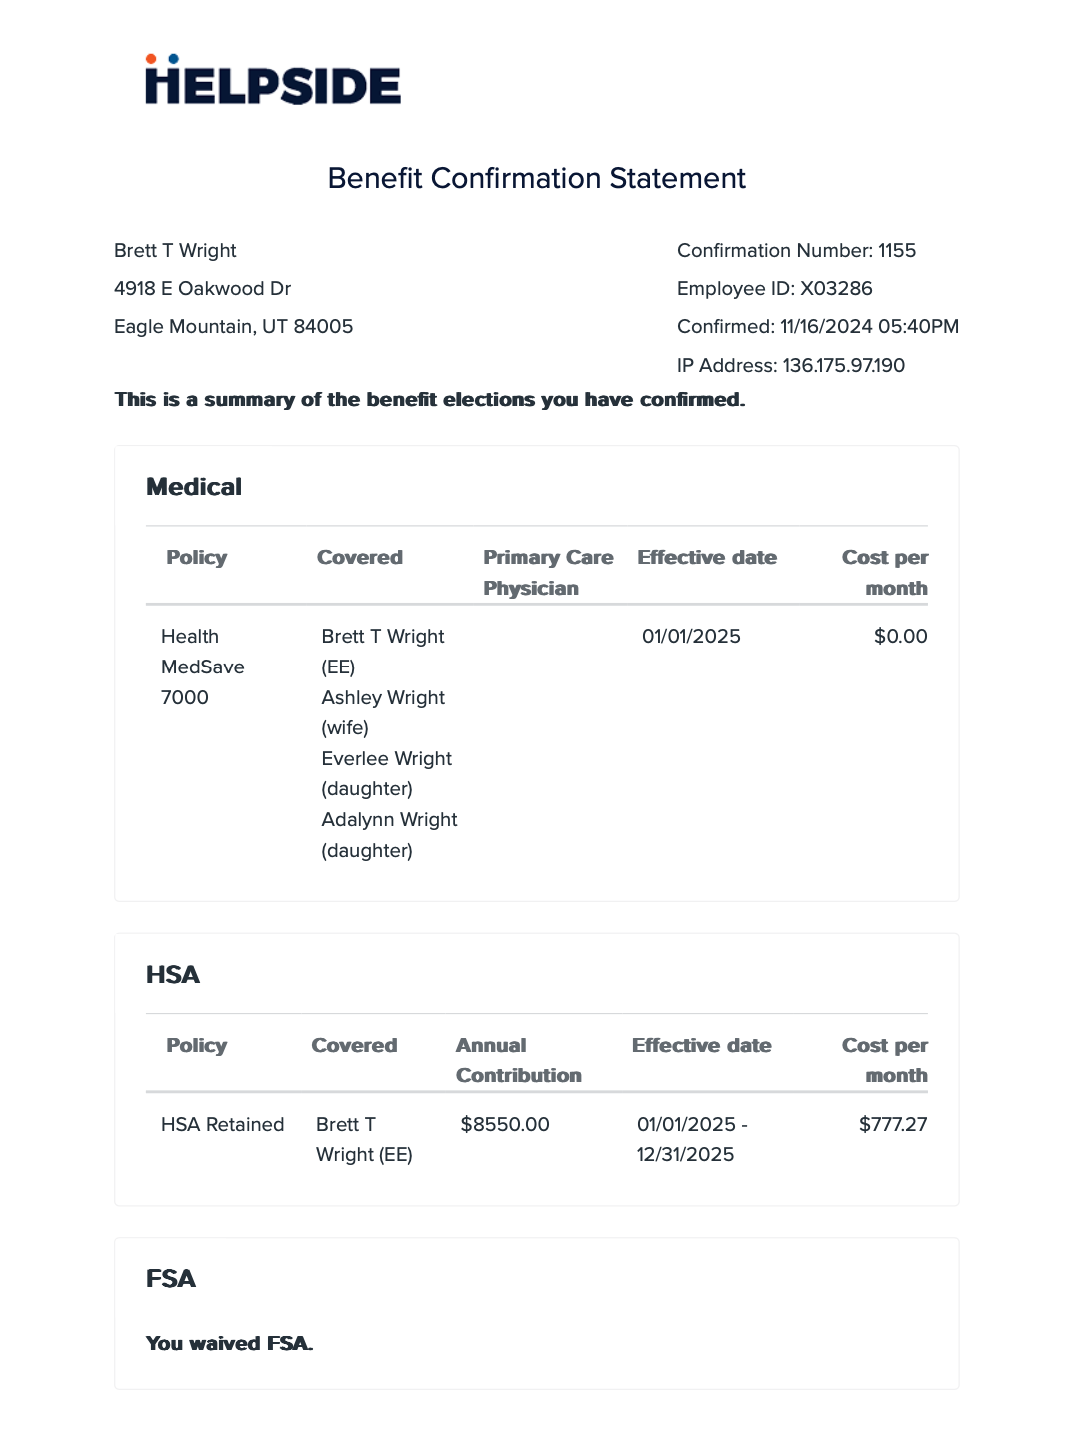 HELPSIDE
Benefit Confirmation Statement
Brett T Wright
4918 E Oakwood Dr
Eagle Mountain, UT 84005
Confirmation Number: 1155
Employee ID: X03286
Confirmed: 11/16/2024 05:40PM
IP Address: 136.175.97.190
This is a summary of the benefit elections you have confirmed.
Medical
Policy Covered Primary Care Effective date Cost per
Physician month
Health Brett T Wright 01/01/2025 $0.00
MedSave (EE)
7000 Ashley Wright
(wife)
Everlee Wright
(daughter)
Adalynn Wright
(daughter)
HSA
Policy Covered Annual Effective date Cost per
Contribution month
HSA Retained Brett T $8550.00 01/01/2025 - $777.27
Wright (EE) 12/31/2025
FSA
You waived FSA.